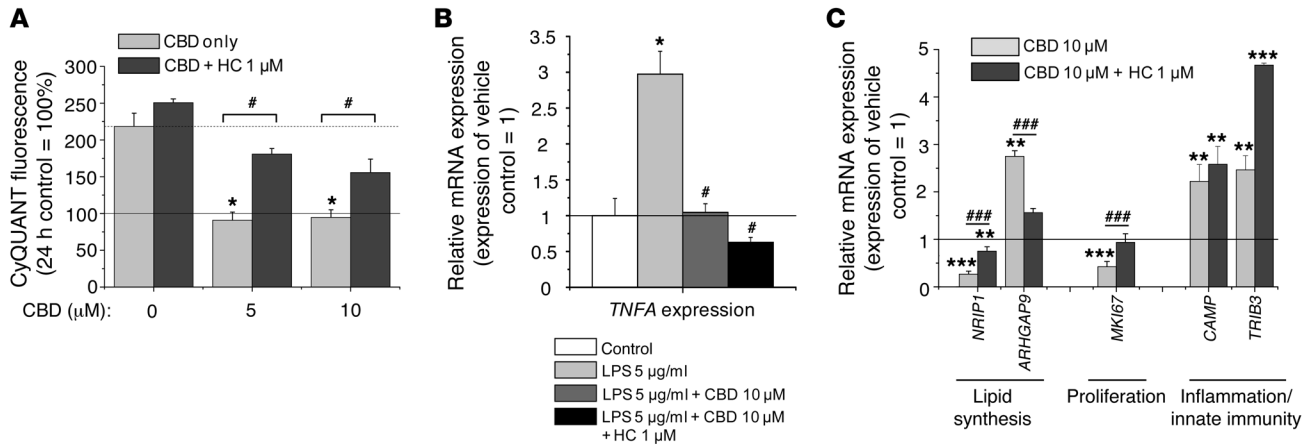 A
CBD only
CBD + HC 1 µM
CyQUANT fluorescence
(24 h control = 100%)
300
250
200
150
100
50
0
#
#
*
*
CBD (µM):
0
5
10
B
Relative mRNA expression
(expression of vehicle
control = 1)
3.5
3
2.5
2
1.5
1
0.5
0
*
#
#
TNFA expression
Control
LPS 5 µg/ml
LPS 5 µg/ml + CBD 10 µM
LPS 5 µg/ml + CBD 10 µM
+ HC 1 µM
C
CBD 10 µM
CBD 10 µM + HC 1 µM
Relative mRNA expression
(expression of vehicle
control = 1)
5
4
3
2
1
0
***
###
**
**
###
***
###
**
**
**
***
NRIP1
ARHGAP9
MKI67
CAMP
TRIB3
Lipid
synthesis
Proliferation
Inflammation/
innate immunity